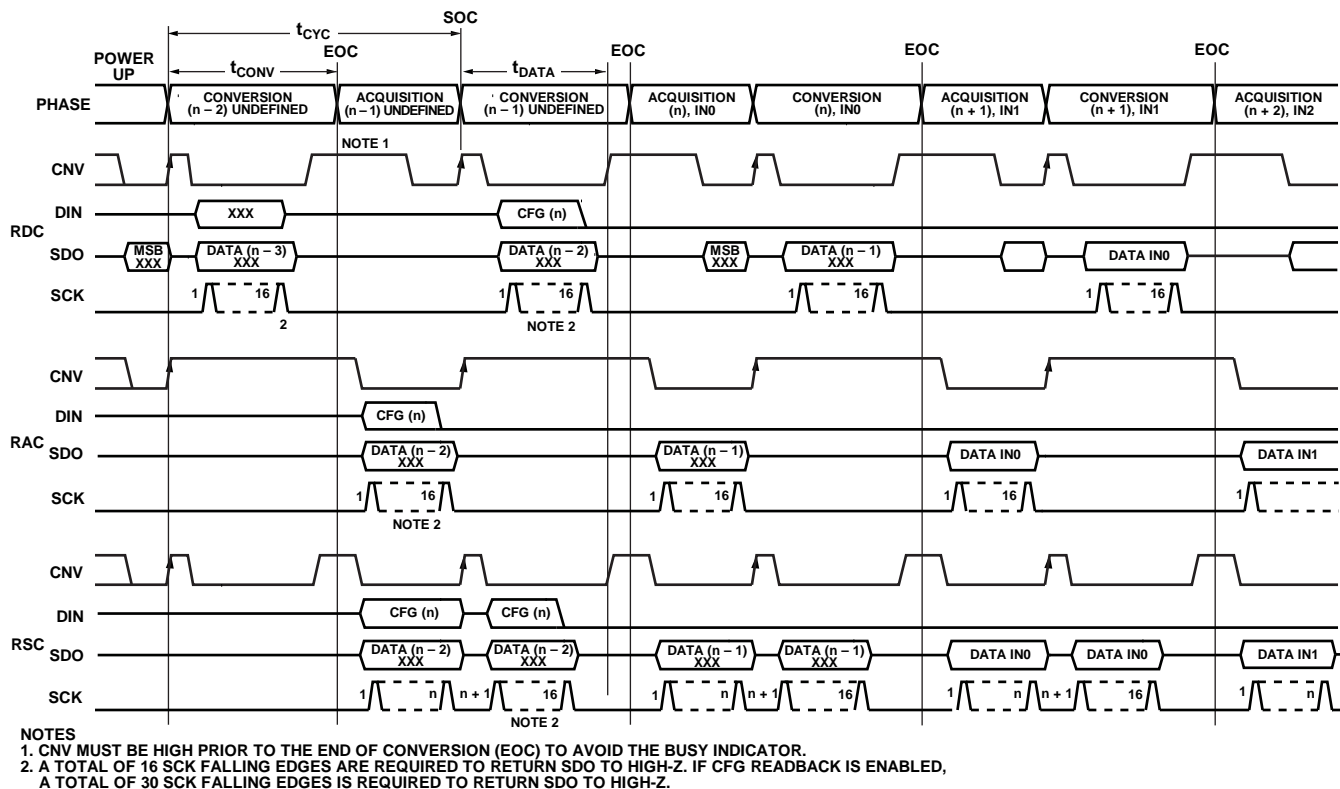 SOC
tCYC
POWER
UP
EOC
EOC
EOC
EOC
tCONV
tDATA
PHASE
CONVERSION
(n – 2) UNDEFINED
ACQUISITION
(n – 1) UNDEFINED
CONVERSION
(n – 1) UNDEFINED
ACQUISITION
(n), IN0
CONVERSION
(n), IN0
ACQUISITION
(n + 1), IN1
CONVERSION
(n + 1), IN1
ACQUISITION
(n + 2), IN2
NOTE 1
CNV
RDC
DIN
XXX
CFG (n)
SDO
MSB
XXX
DATA (n – 3)
XXX
DATA (n – 2)
XXX
MSB
XXX
DATA (n – 1)
XXX
DATA IN0
SCK
1 16
2
1 16
NOTE 2
1 16
1 16
CNV
DIN
CFG (n)
RAC
SDO
DATA (n – 2)
XXX
DATA (n – 1)
XXX
DATA IN0
DATA IN1
SCK
1 16
NOTE 2
1 16
1 16
1
CNV
DIN
CFG (n)
CFG (n)
RSC
SDO
DATA (n – 2)
XXX
DATA (n – 2)
XXX
DATA (n – 1)
XXX
DATA (n – 1)
XXX
DATA IN0
DATA IN0
DATA IN1
SCK
1 n n + 1 16
NOTE 2
1 n n + 1 16
1 n n + 1 16
1 n
NOTES
1. CNV MUST BE HIGH PRIOR TO THE END OF CONVERSION (EOC) TO AVOID THE BUSY INDICATOR.
2. A TOTAL OF 16 SCK FALLING EDGES ARE REQUIRED TO RETURN SDO TO HIGH-Z. IF CFG READBACK IS ENABLED,
A TOTAL OF 30 SCK FALLING EDGES IS REQUIRED TO RETURN SDO TO HIGH-Z.